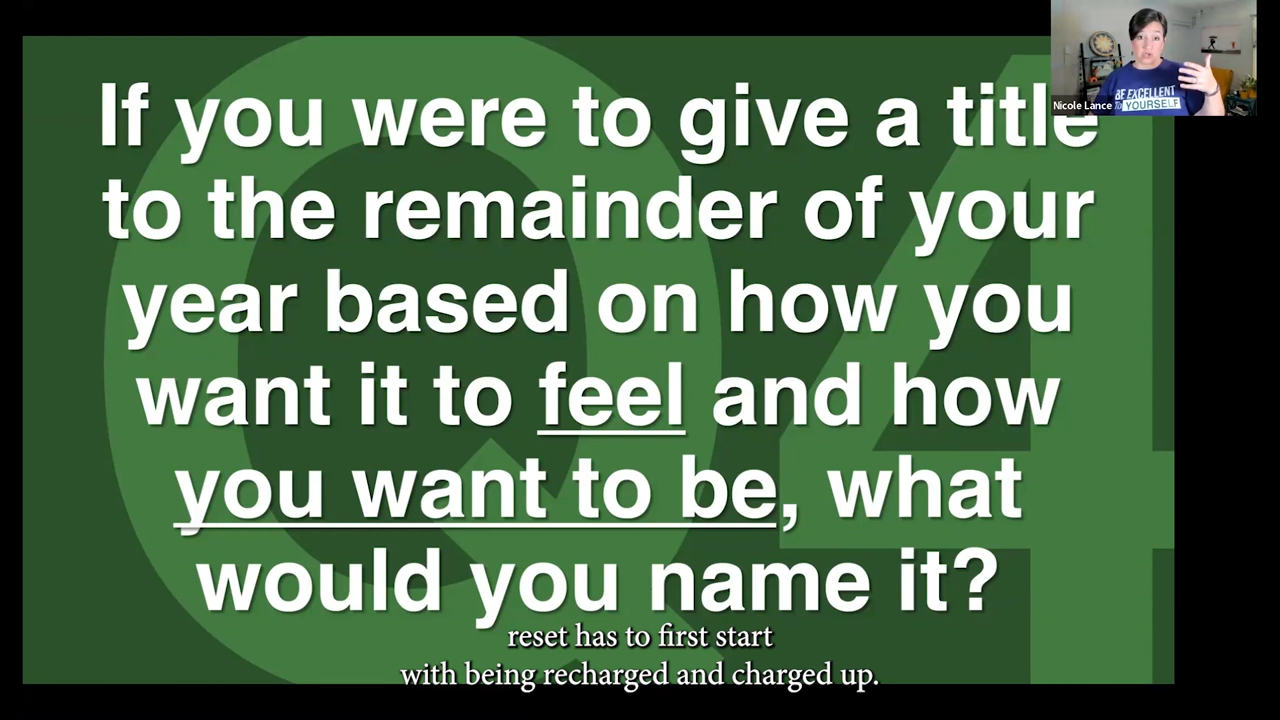 If you were to give a title
to the remainder of your
year based on how you
want it to feel and how
you want to be, what
would you name it?
Q4
BE EXCELLENT
To YOURSELF
Nicole Lance
reset has to first start
with being recharged and charged up.